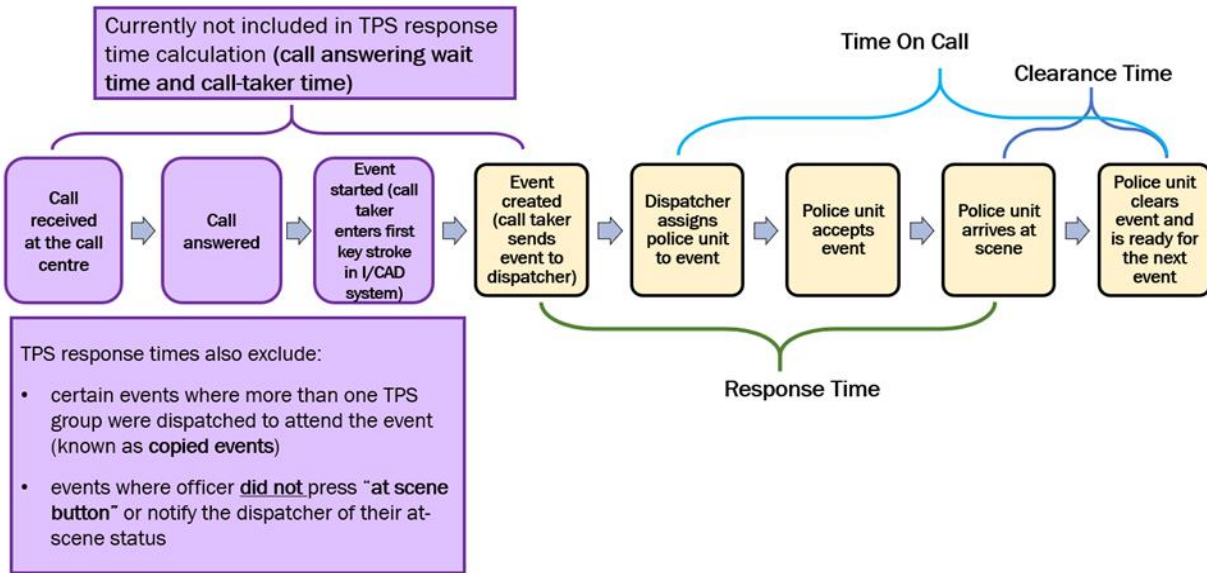 Currently not included in TPS response
time calculation (call answering wait
time and call-taker time)
Time On Call
Clearance Time
Call
received
at the call
centre
Call
answered
Event
started (call
taker
enters first
key stroke
in I/CAD
system)
Event
created
(call taker
sends
event to
dispatcher)
Dispatcher
assigns
police unit
to event
Police unit
accepts
event
Police unit
arrives at
scene
Police unit
clears
event and
is ready for
the next
event
Response Time
TPS response times also exclude:
• certain events where more than one TPS
group were dispatched to attend the event
(known as copied events)
• events where officer did not press “at scene
button” or notify the dispatcher of their at-
scene status